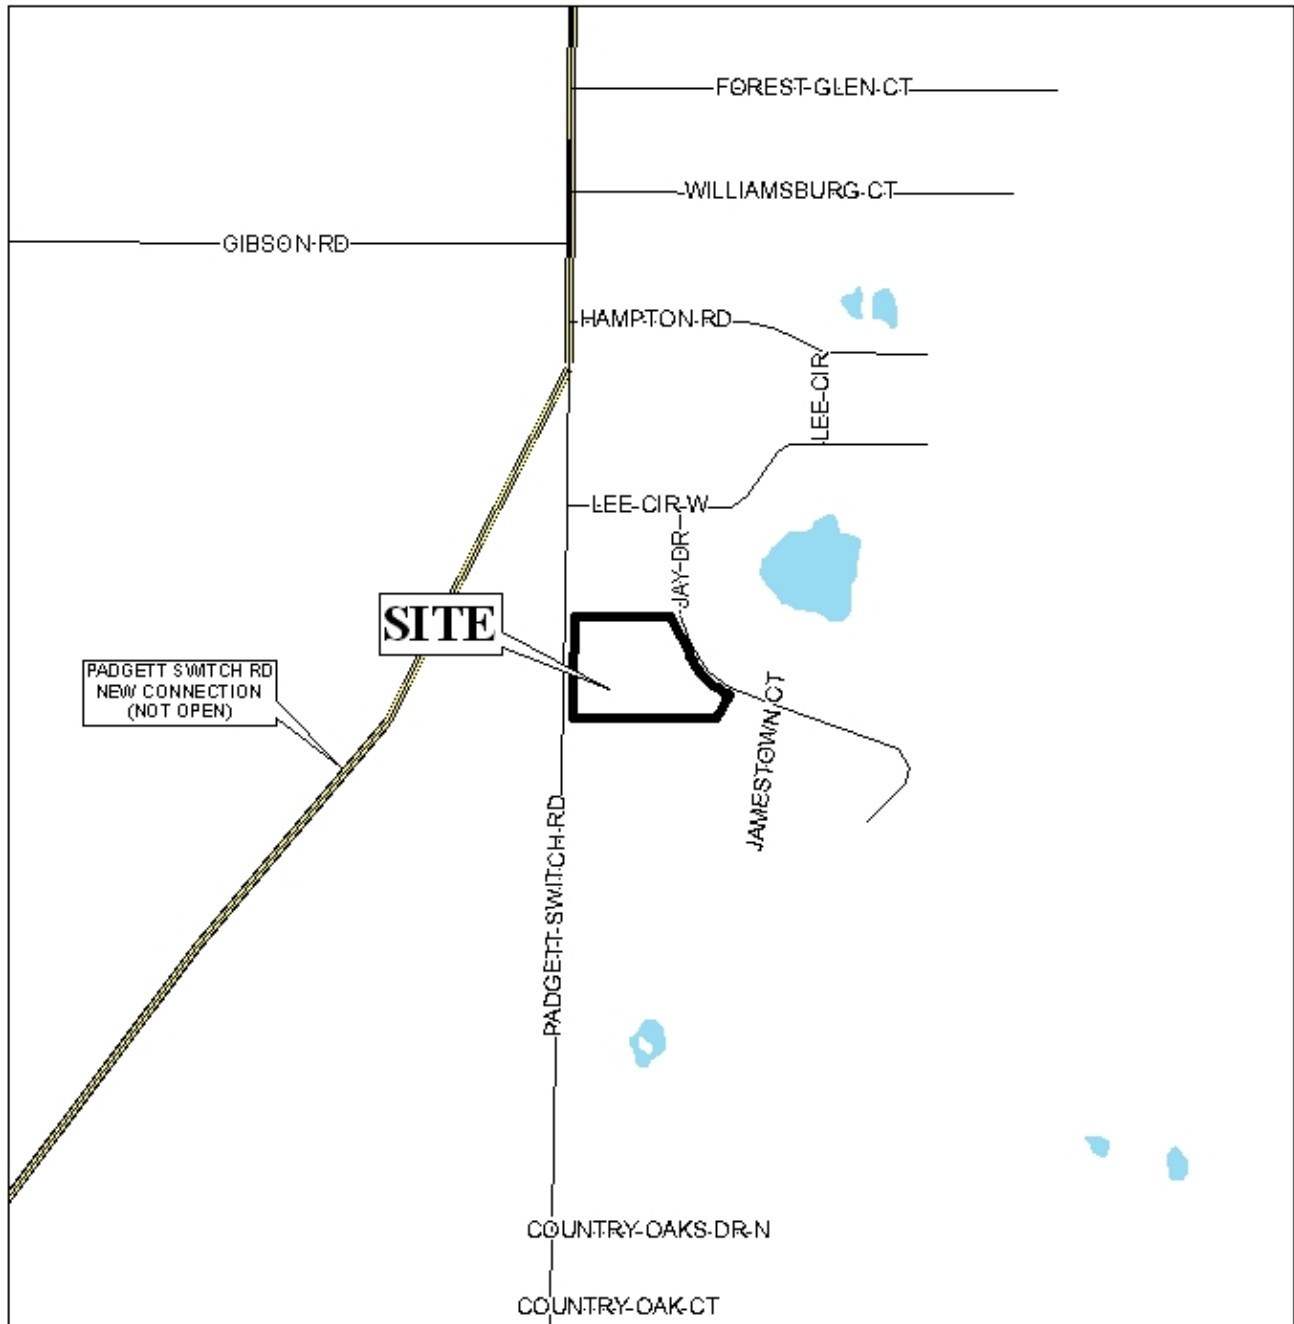 FOREST-GLEN-CT
WILLIAMSBURG-CT
GIBSON-RD
HAMPTON-RD
LEE-CIR
LEE-CIR-W
JAY-DR
SITE
PADGETT SWITCH RD
NEW CONNECTION
(NOT OPEN)
JAMESTOWN-CT
PADGETT-SWITCH-RD
COUNTRY-OAKS-DR-N
COUNTRY-OAK-CT